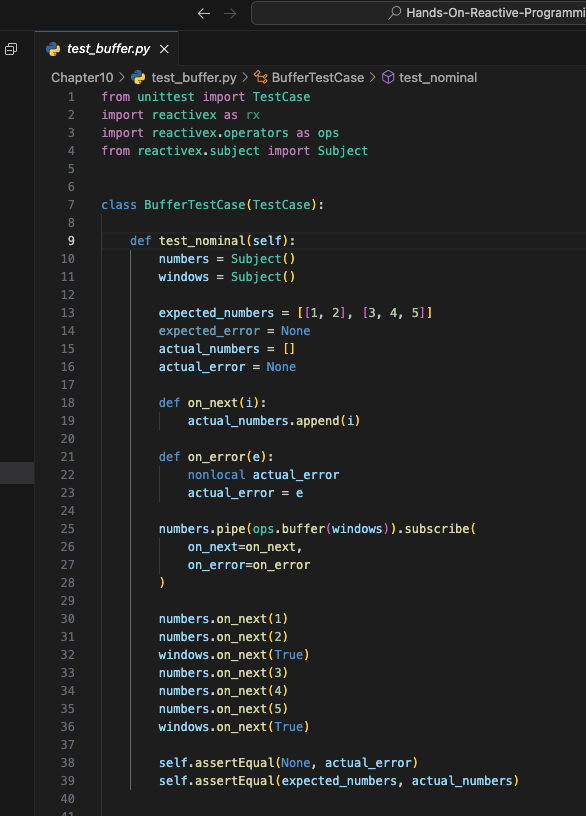 Hands-On-Reactive-Programmi
test_buffer.py
Chapter10 > test_buffer.py > BufferTestCase > test_nominal
1 from unittest import TestCase
2 import reactivex as rx
3 import reactivex.operators as ops
4 from reactivex.subject import Subject
5
6
7 class BufferTestCase(TestCase):
8
9     def test_nominal(self):
10         numbers = Subject()
11         windows = Subject()
12
13         expected_numbers = [[1, 2], [3, 4, 5]]
14         expected_error = None
15         actual_numbers = []
16         actual_error = None
17
18         def on_next(i):
19             actual_numbers.append(i)
20
21         def on_error(e):
22             nonlocal actual_error
23             actual_error = e
24
25         numbers.pipe(ops.buffer(windows)).subscribe(
26             on_next=on_next,
27             on_error=on_error
28         )
29
30         numbers.on_next(1)
31         numbers.on_next(2)
32         windows.on_next(True)
33         numbers.on_next(3)
34         numbers.on_next(4)
35         numbers.on_next(5)
36         windows.on_next(True)
37
38         self.assertEqual(None, actual_error)
39         self.assertEqual(expected_numbers, actual_numbers)
40
41